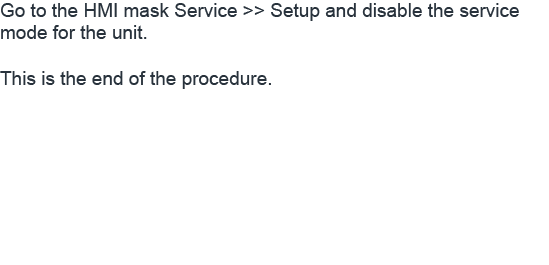 Go to the HMI mask Service >> Setup and disable the service
mode for the unit.
This is the end of the procedure.